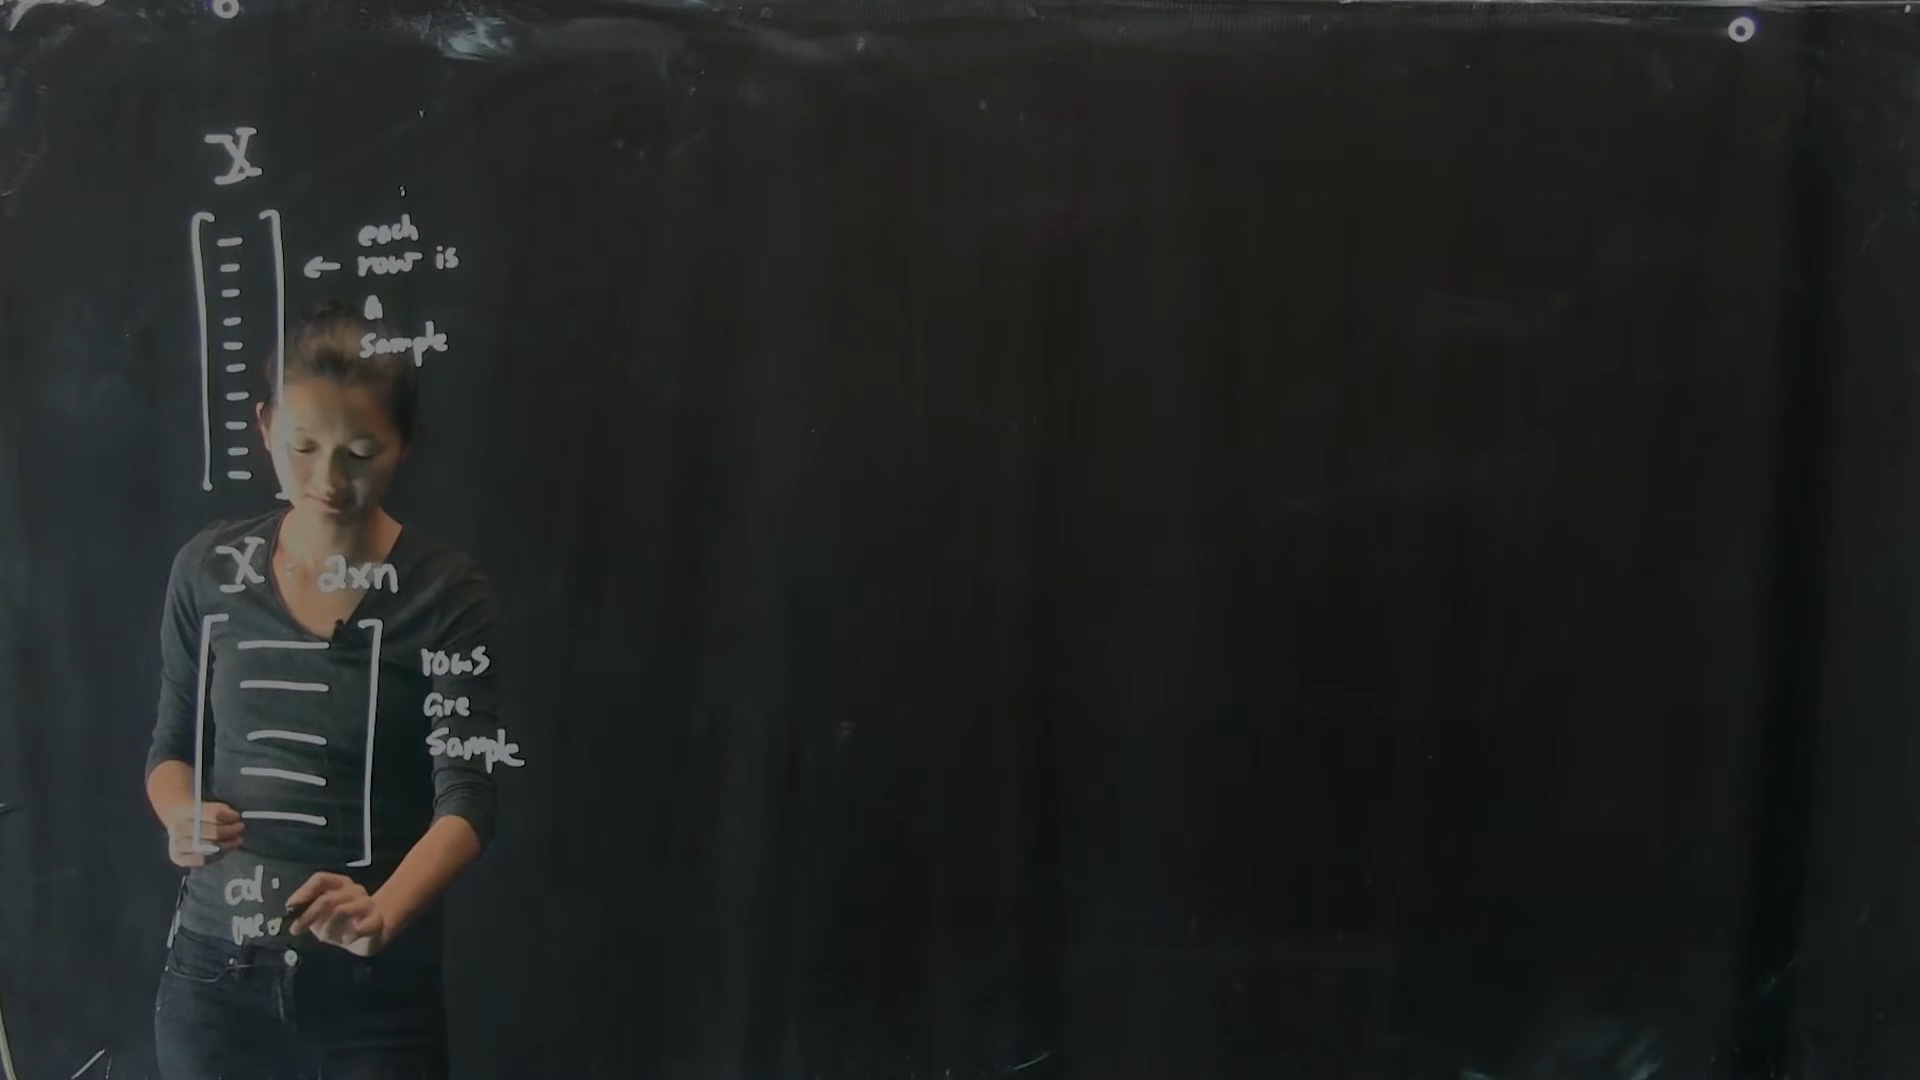 X
each
← row is
a
sample
X : 2xn
rows
are
sample
col.
mea